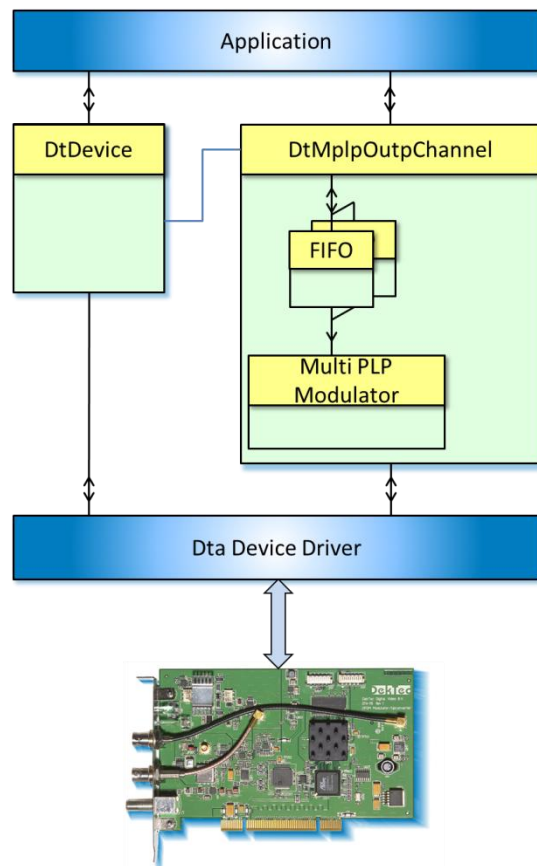 Application
DtDevice
DtMplpOutpChannel
FIFO
Multi PLP
Modulator
Dta Device Driver
DekTec